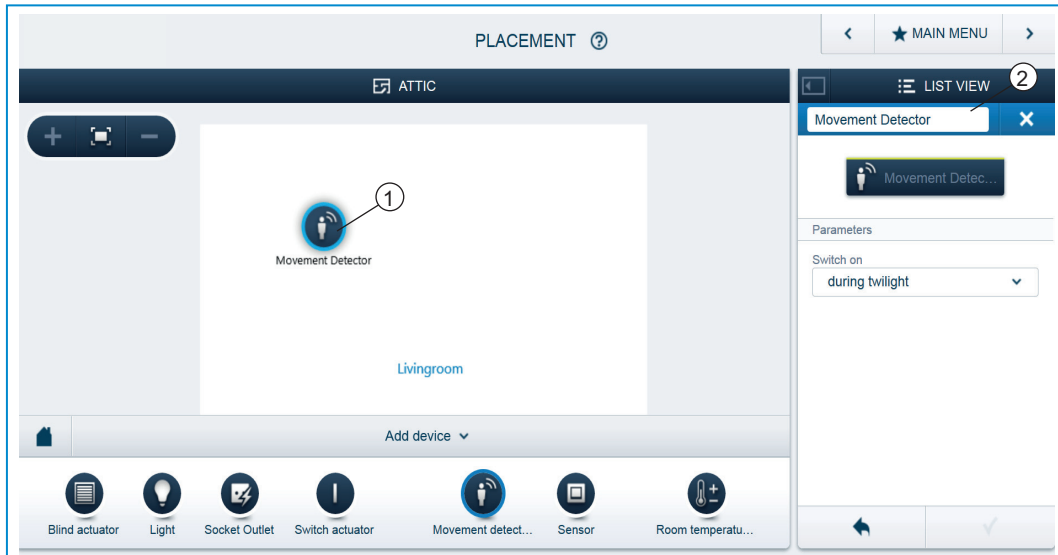 PLACEMENT ?
MAIN MENU
ATTIC
LIST VIEW
2
Movement Detector
Movement Detec...
1
Movement Detector
Parameters
Switch on
during twilight
Livingroom
Add device
Blind actuator
Light
Socket Outlet
Switch actuator
Movement detect...
Sensor
Room temperatu...